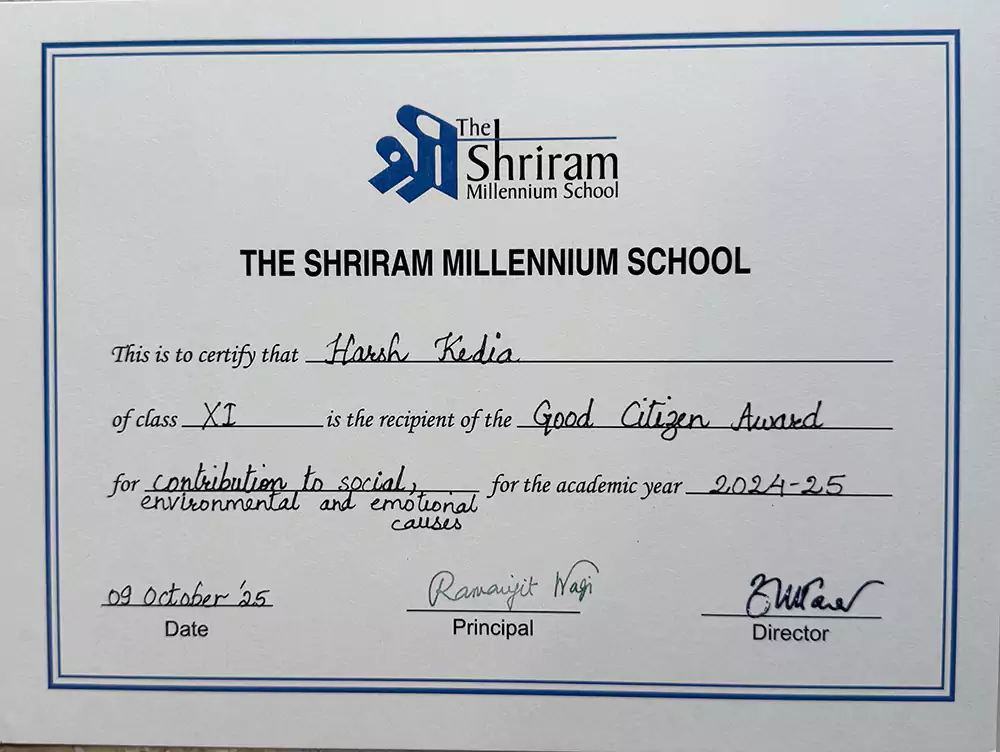 The
Shriram
Millennium School
THE SHRIRAM MILLENNIUM SCHOOL
This is to certify that Harsh Kedia
of class XI is the recipient of the Good Citizen Award
for contribution to social, for the academic year 2024-25
environmental and emotional
causes
09 October '25
Date
Principal
Director